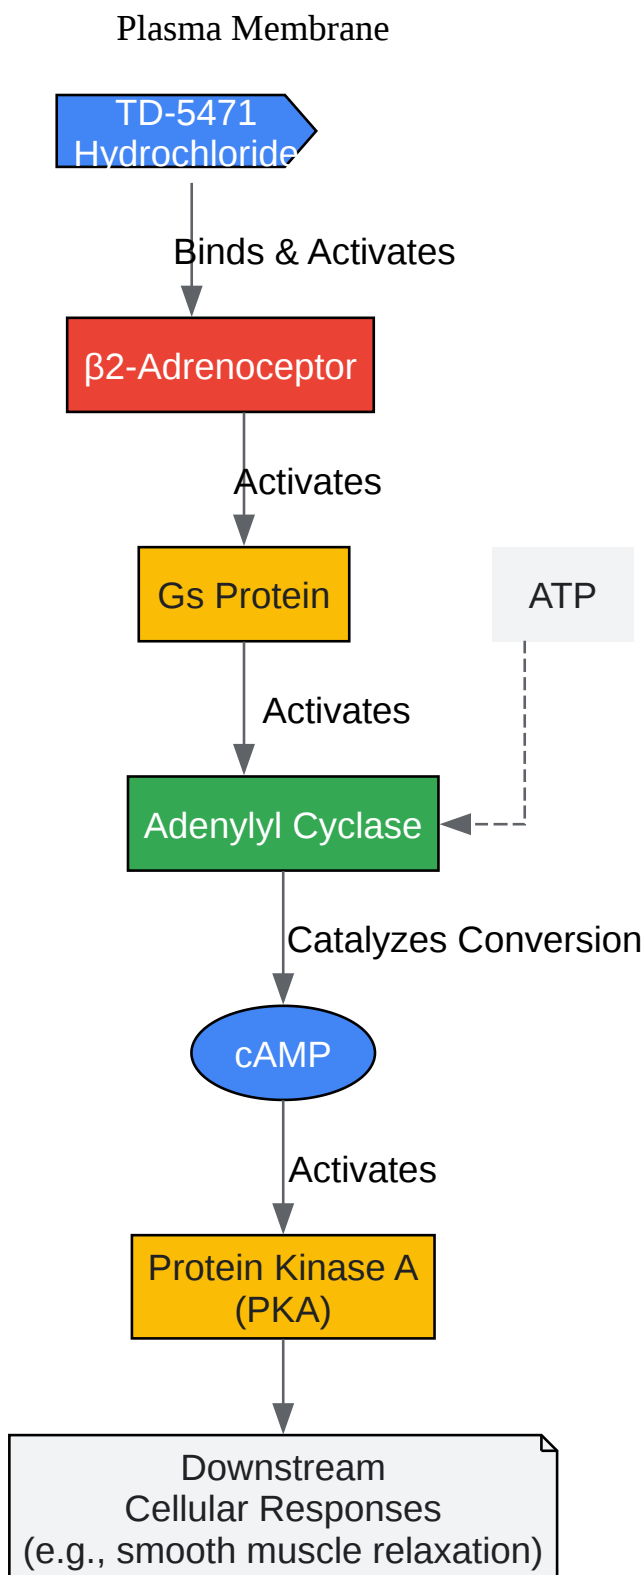 Plasma Membrane
TD-5471
Hydrochloride
Binds & Activates
β2-Adrenoceptor
Activates
Gs Protein
ATP
Activates
Adenylyl Cyclase
Catalyzes Conversion
cAMP
Activates
Protein Kinase A
(PKA)
Downstream
Cellular Responses
(e.g., smooth muscle relaxation)